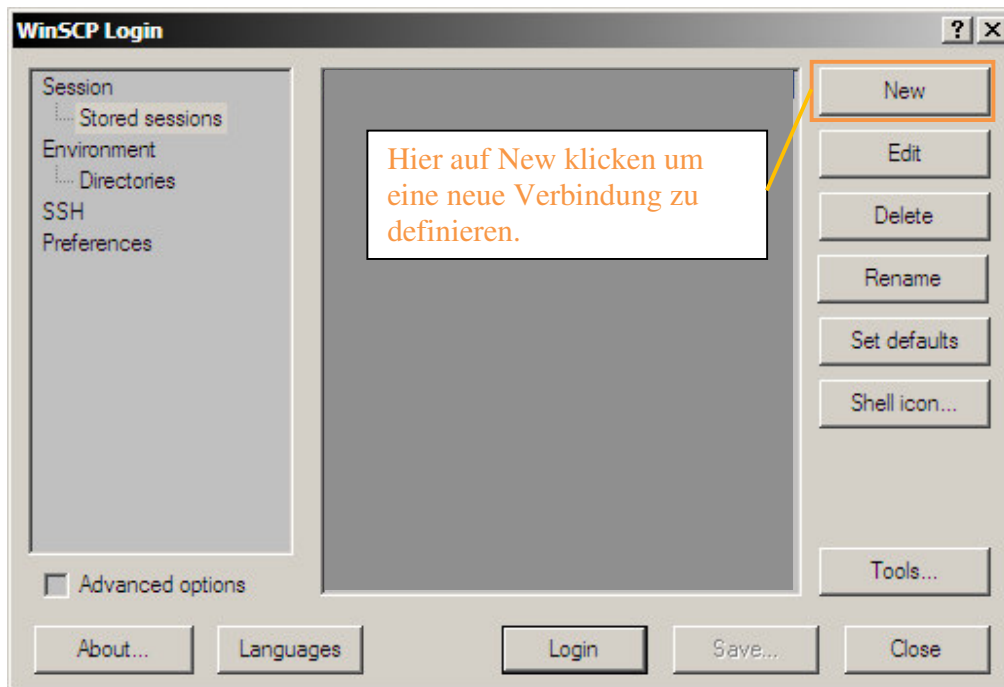 WinSCP Login
? X
Session
Stored sessions
Environment
Directories
SSH
Preferences
Advanced options
Hier auf New klicken um
eine neue Verbindung zu
definieren.
New
Edit
Delete
Rename
Set defaults
Shell icon...
Tools...
About...
Languages
Login
Save...
Close